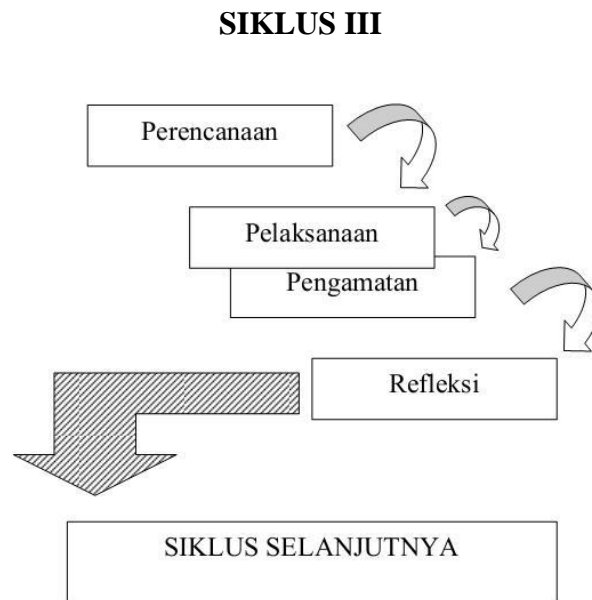 SIKLUS III
Perencanaan
Pelaksanaan
Pengamatan
Refleksi
SIKLUS SELANJUTNYA